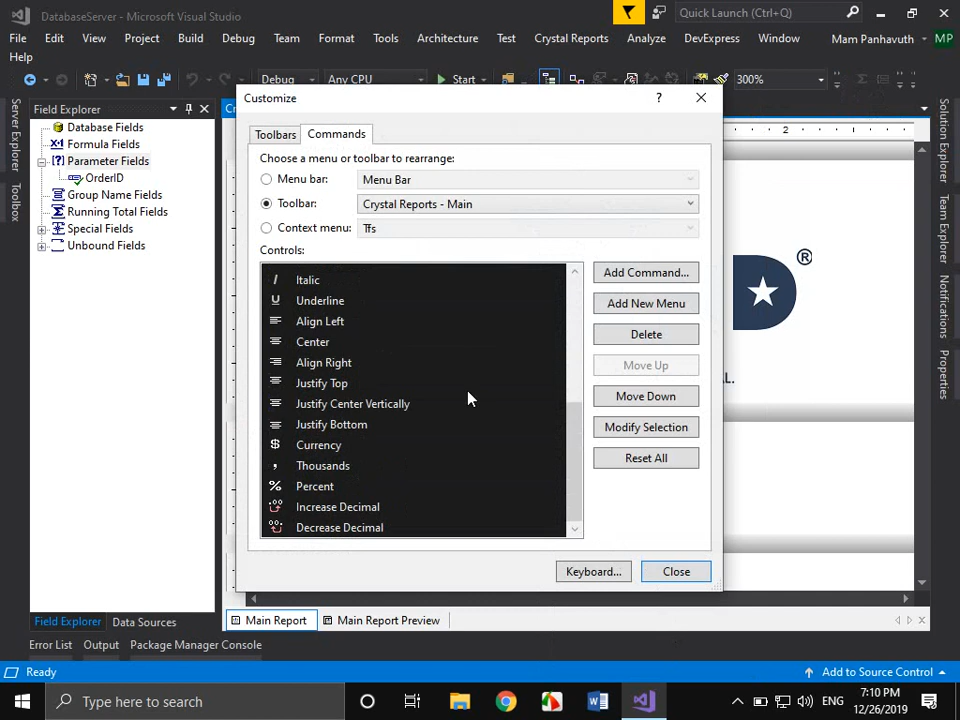 DatabaseServer - Microsoft Visual Studio
Quick Launch (Ctrl+Q)
File Edit View Project Build Debug Team Format Tools Architecture Test Crystal Reports Analyze DevExpress Window Mam Panhavuth MP
Help
Debug Any CPU Start 300%
Field Explorer
Database Fields
Formula Fields
Parameter Fields
OrderID
Group Name Fields
Running Total Fields
Special Fields
Unbound Fields
Server Explorer
Toolbox
Customize ?
Toolbars Commands
Choose a menu or toolbar to rearrange:
Menu bar: Menu Bar
Toolbar: Crystal Reports - Main
Context menu: Tfs
Controls:
Italic
Underline
Align Left
Center
Align Right
Justify Top
Justify Center Vertically
Justify Bottom
Currency
Thousands
Percent
Increase Decimal
Decrease Decimal
Add Command...
Add New Menu
Delete
Move Up
Move Down
Modify Selection
Reset All
Keyboard... Close
2
®
Solution Explorer
Team Explorer
Notifications
Properties
Field Explorer Data Sources
Main Report Main Report Preview
Error List Output Package Manager Console
Ready Add to Source Control
Type here to search
ENG
7:10 PM
12/26/2019